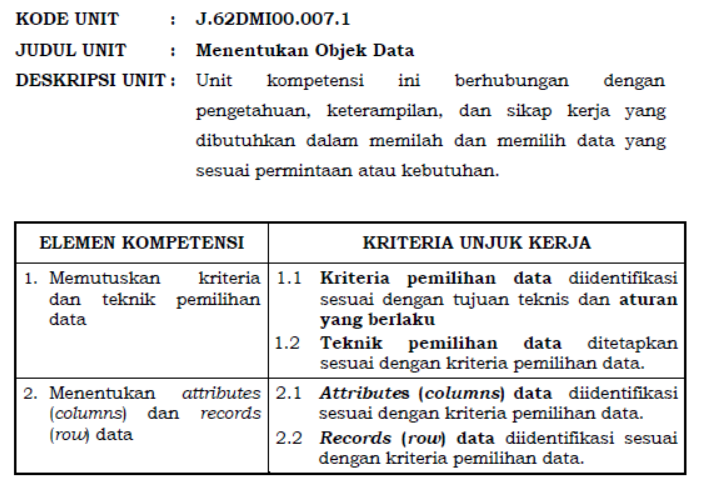 KODE UNIT : J.62DMI00.007.1
JUDUL UNIT : Menentukan Objek Data
DESKRIPSI UNIT : Unit kompetensi ini berhubungan dengan
pengetahuan, keterampilan, dan sikap kerja yang
dibutuhkan dalam memilah dan memilih data yang
sesuai permintaan atau kebutuhan.
ELEMEN KOMPETENSI
KRITERIA UNJUK KERJA
1. Memutuskan kriteria
dan teknik pemilihan
data
1.1 Kriteria pemilihan data diidentifikasi
sesuai dengan tujuan teknis dan aturan
yang berlaku
1.2 Teknik pemilihan data ditetapkan
sesuai dengan kriteria pemilihan data.
2. Menentukan attributes
(columns) dan records
(row) data
2.1 Attributes (columns) data diidentifikasi
sesuai dengan kriteria pemilihan data.
2.2 Records (row) data diidentifikasi sesuai
dengan kriteria pemilihan data.